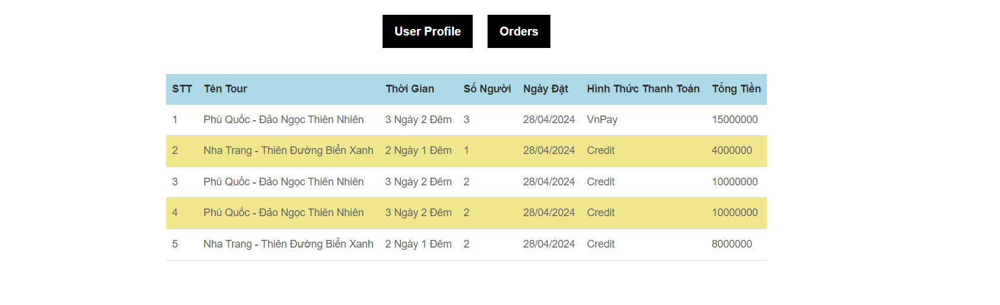 User Profile Orders
STT Tên Tour Thời Gian Số Người Ngày Đặt Hình Thức Thanh Toán Tổng Tiền
1 Phú Quốc - Đảo Ngọc Thiên Nhiên 3 Ngày 2 Đêm 3 28/04/2024 VnPay 15000000
2 Nha Trang - Thiên Đường Biển Xanh 2 Ngày 1 Đêm 1 28/04/2024 Credit 4000000
3 Phú Quốc - Đảo Ngọc Thiên Nhiên 3 Ngày 2 Đêm 2 28/04/2024 Credit 10000000
4 Phú Quốc - Đảo Ngọc Thiên Nhiên 3 Ngày 2 Đêm 2 28/04/2024 Credit 10000000
5 Nha Trang - Thiên Đường Biển Xanh 2 Ngày 1 Đêm 2 28/04/2024 Credit 8000000